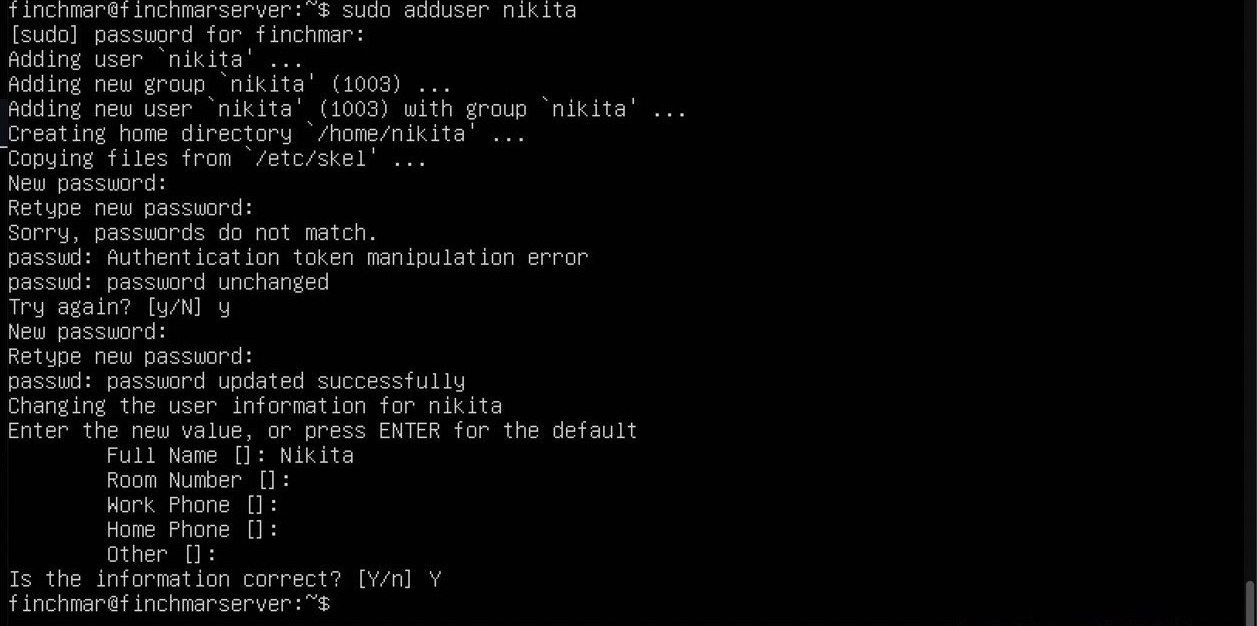 finchmar@finchmarserver:~$ sudo adduser nikita
[sudo] password for finchmar:
Adding user `nikita' ...
Adding new group `nikita' (1003) ...
Adding new user `nikita' (1003) with group `nikita' ...
Creating home directory `/home/nikita' ...
Copying files from `/etc/skel' ...
New password:
Retype new password:
Sorry, passwords do not match.
passwd: Authentication token manipulation error
passwd: password unchanged
Try again? [y/N] y
New password:
Retype new password:
passwd: password updated successfully
Changing the user information for nikita
Enter the new value, or press ENTER for the default
        Full Name []: Nikita
        Room Number []:
        Work Phone []:
        Home Phone []:
        Other []:
Is the information correct? [Y/n] Y
finchmar@finchmarserver:~$